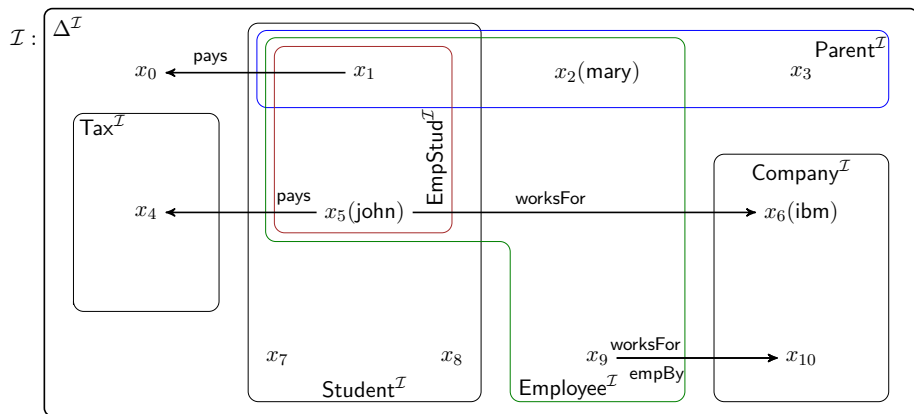 𝓘 : Δ^𝓘
Parent^𝓘
pays
x₀ x₁ x₂(mary) x₃
Tax^𝓘
EmpStud^𝓘
Company^𝓘
pays worksFor
x₄ x₅(john) x₆(ibm)
worksFor
x₇ x₈ x₉ x₁₀
empBy
Student^𝓘 Employee^𝓘